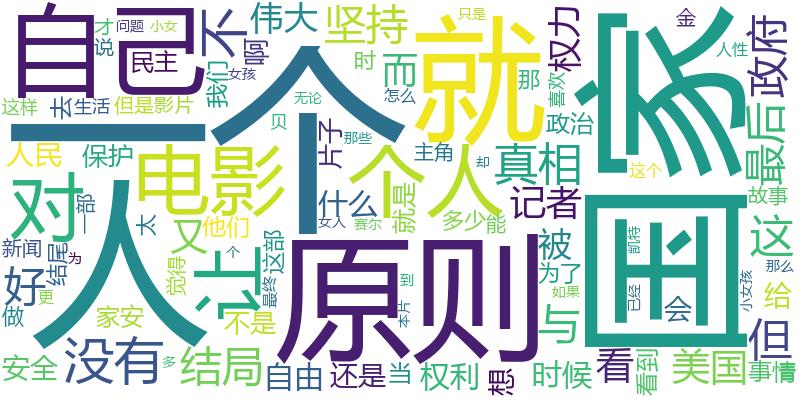 自己
一个
就
国家
原则
人
电影
对
个人
让
没有
结局
不
啊
伟大
坚持
而
权力
那
喜欢
时
我们
女孩
才
说
问题
小女
民主
去
生活
但是
影片
这样
人民
保护
贝
无论
怎么
那些
片子
主角
政治
真相
记者
什么
就是
多少
能
却
女人
赛尔
金
人性
政府
最后
这个
故事
这
那么
凯特
已经
小女孩
会
给
但
事情
美国
看到
看
如果
为了
被
与
时候
想
权利
当
还是
自由
不是
到
本片
这部
最终
个
他们
又
觉得
太
一部
新闻
结尾
为
更
好
做
家安
安全
多
只是